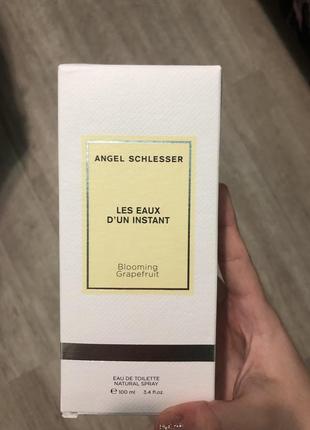 ANGEL SCHLESSER
LES EAUX
D'UN INSTANT
Blooming
Grapefruit
EAU DE TOILETTE
NATURAL SPRAY
℮ 100 ml 3.4 fl.oz.